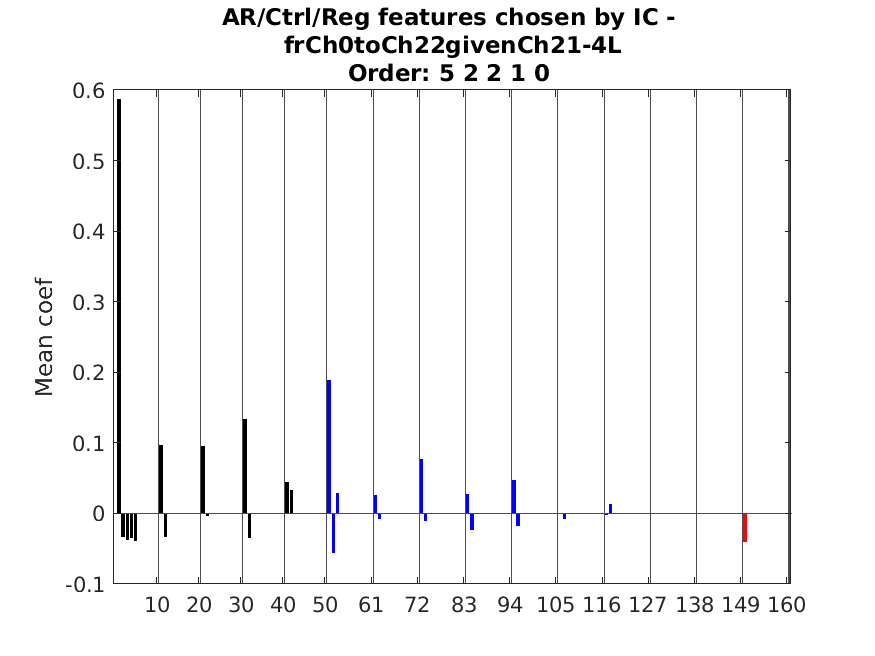 AR/Ctrl/Reg features chosen by IC -
frCh0toCh22givenCh21-4L
Order: 5 2 2 1 0
0.6
0.5
0.4
0.3
0.2
0.1
0
-0.1
Mean coef
10 20 30 40 50 61 72 83 94 105 116 127 138 149 160